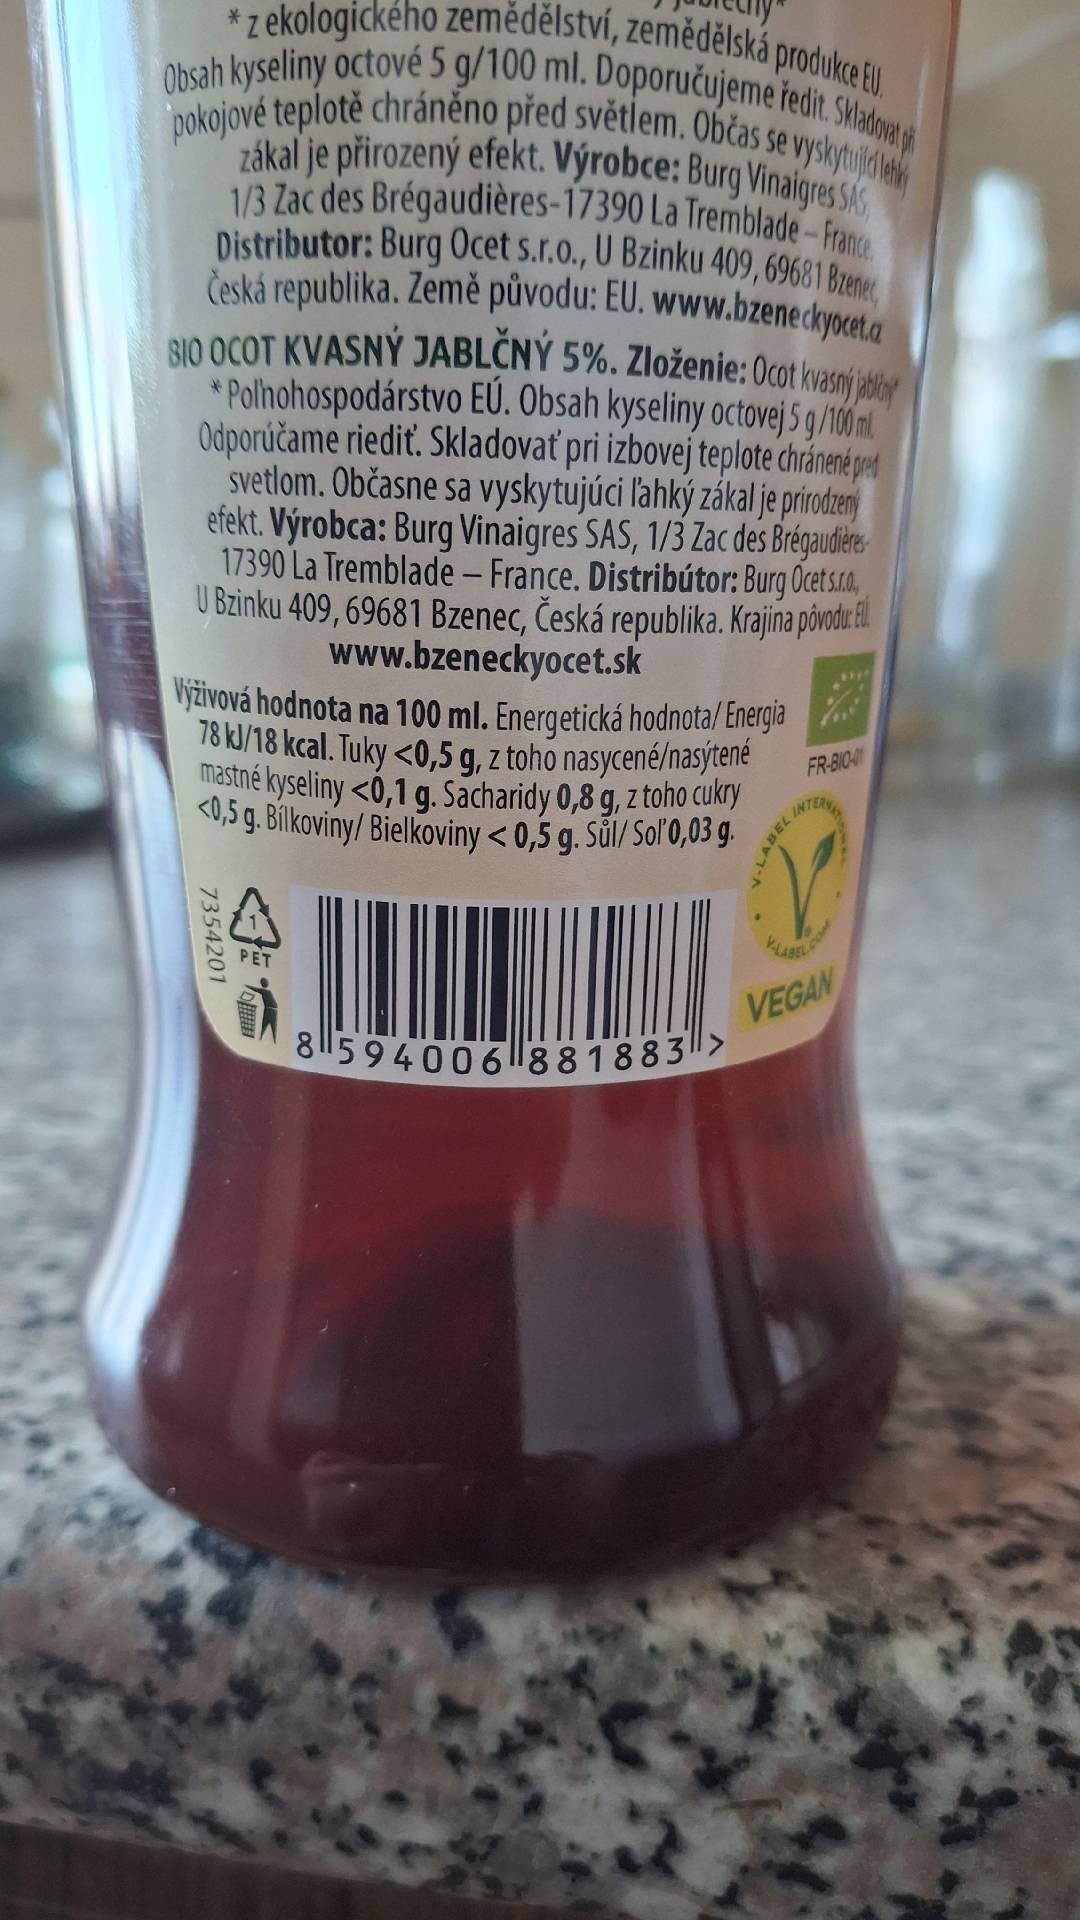 * z ekologického zemědělství, zemědělská produkce EU.
Obsah kyseliny octové 5 g/100 ml. Doporučujeme ředit. Skladovat při
pokojové teplotě chráněno před světlem. Občas se vyskytující lehký
zákal je přirozený efekt. Výrobce: Burg Vinaigres SAS,
1/3 Zac des Brégaudières-17390 La Tremblade – France.
Distributor: Burg Ocet s.r.o., U Bzinku 409, 69681 Bzenec,
Česká republika. Země původu: EU. www.bzeneckyocet.cz
BIO OCOT KVASNÝ JABLČNÝ 5%. Zloženie: Ocot kvasný jablčný*
* Poľnohospodárstvo EÚ. Obsah kyseliny octovej 5 g/100 ml.
Odporúčame riediť. Skladovať pri izbovej teplote chránené pred
svetlom. Občasne sa vyskytujúci ľahký zákal je prirodzený
efekt. Výrobca: Burg Vinaigres SAS, 1/3 Zac des Brégaudières-
17390 La Tremblade – France. Distribútor: Burg Ocet s.r.o.,
U Bzinku 409, 69681 Bzenec, Česká republika. Krajina pôvodu: EÚ.
www.bzeneckyocet.sk
Výživová hodnota na 100 ml. Energetická hodnota/ Energia
78 kJ/18 kcal. Tuky <0,5 g, z toho nasycené/nasýtené
mastné kyseliny <0,1 g. Sacharidy 0,8 g, z toho cukry
<0,5 g. Bílkoviny/ Bielkoviny < 0,5 g. Sůl/ Soľ 0,03 g.
FR-BIO-01
V-LABEL INTERNATIONAL
V-LABEL.COM
VEGAN
7354201
1
PET
8 594006 881883 >